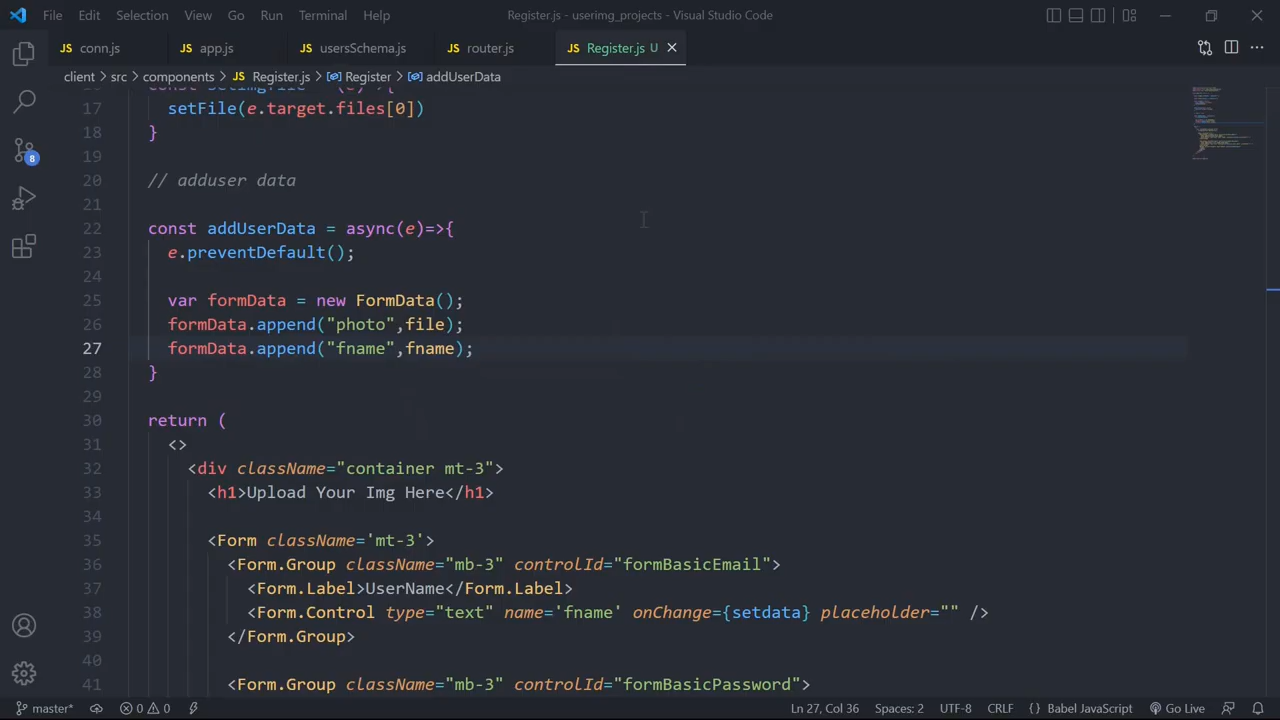 File Edit Selection View Go Run Terminal Help Register.js - userimg_projects - Visual Studio Code
JS conn.js JS app.js JS usersSchema.js JS router.js JS Register.js U
client > src > components > JS Register.js > Register > addUserData
17 setFile(e.target.files[0])
18 }
19
20 // adduser data
21
22 const addUserData = async(e)=>{
23 e.preventDefault();
24
25 var formData = new FormData();
26 formData.append("photo",file);
27 formData.append("fname",fname);
28 }
29
30 return (
31 <>
32 <div className="container mt-3">
33 <h1>Upload Your Img Here</h1>
34
35 <Form className='mt-3'>
36 <Form.Group className="mb-3" controlId="formBasicEmail">
37 <Form.Label>UserName</Form.Label>
38 <Form.Control type="text" name='fname' onChange={setdata} placeholder="" />
39 </Form.Group>
40
41 <Form.Group className="mb-3" controlId="formBasicPassword">
8
master* 0 0 Ln 27, Col 36 Spaces: 2 UTF-8 CRLF {} Babel JavaScript Go Live